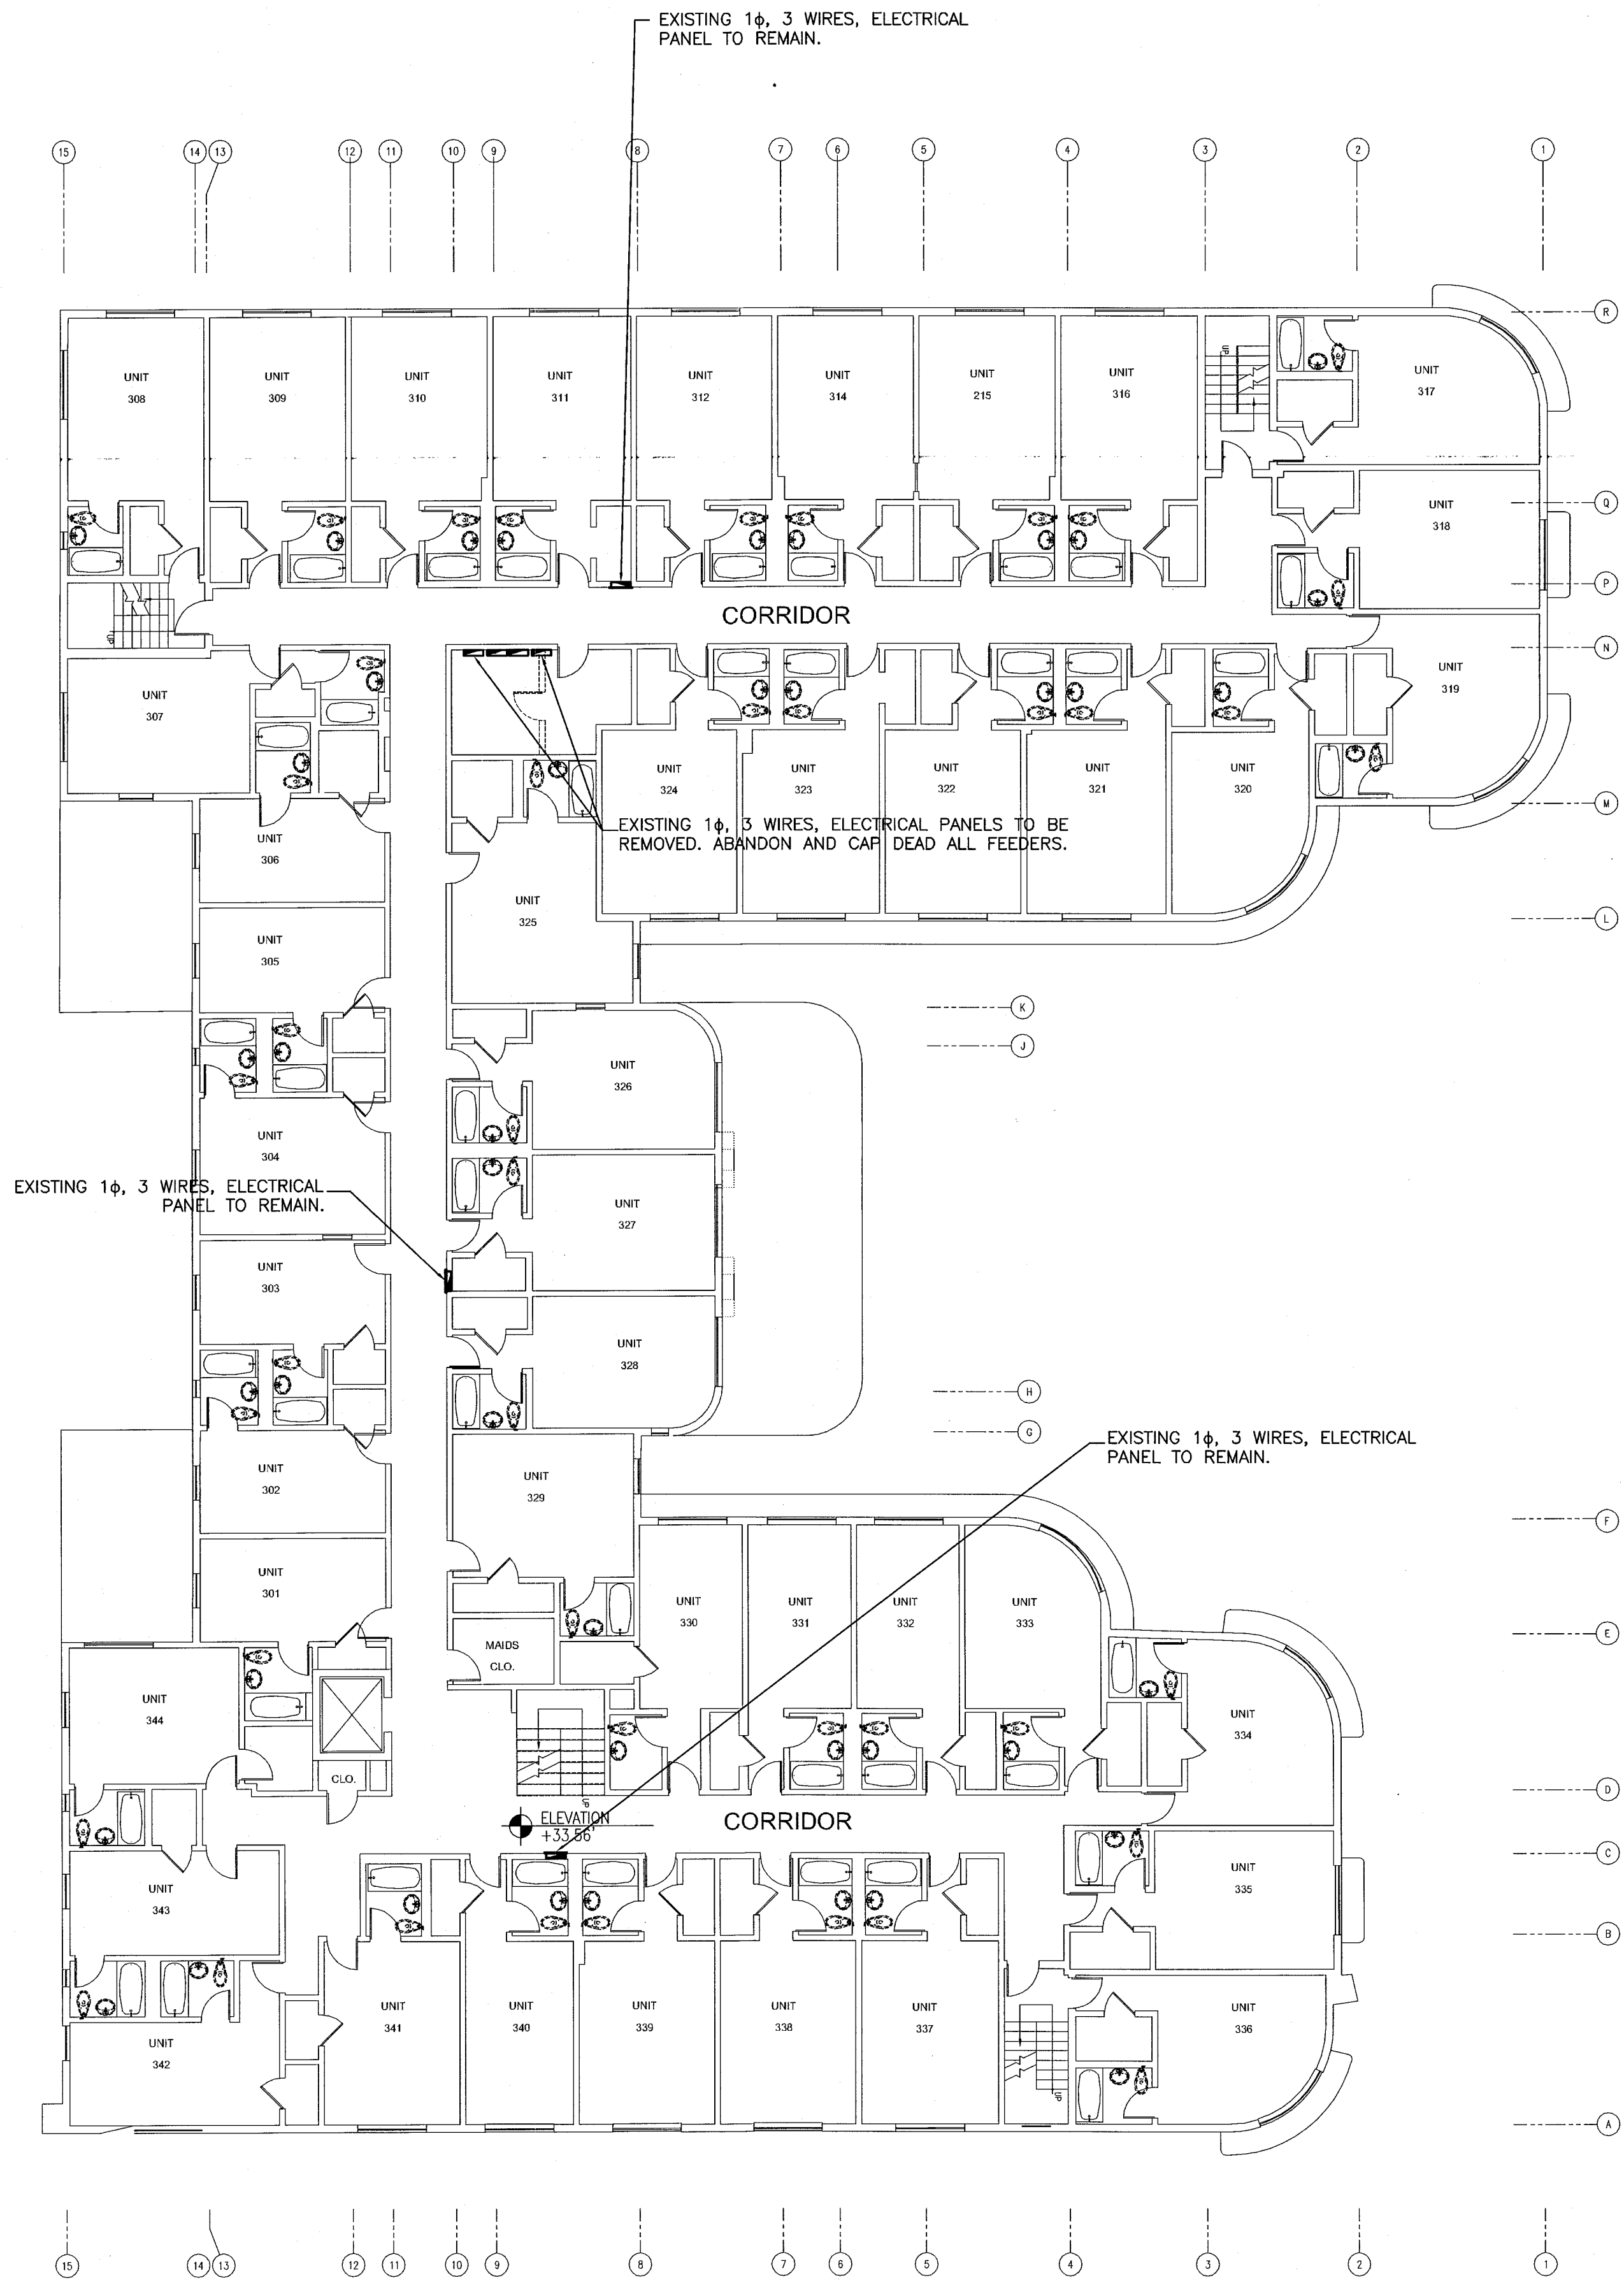 EXISTING 1ϕ, 3 WIRES, ELECTRICAL
PANEL TO REMAIN.
15
14
13
12
11
10
9
8
7
6
5
4
3
2
1
R
UNIT
308
UNIT
309
UNIT
310
UNIT
311
UNIT
312
UNIT
314
UNIT
215
UNIT
316
UP
UNIT
317
Q
UNIT
318
P
UP
CORRIDOR
N
UNIT
307
UNIT
319
UNIT
324
UNIT
323
UNIT
322
UNIT
321
UNIT
320
M
EXISTING 1ϕ, 3 WIRES, ELECTRICAL PANELS TO BE
REMOVED. ABANDON AND CAP DEAD ALL FEEDERS.
UNIT
306
UNIT
325
L
UNIT
305
K
J
UNIT
326
UNIT
304
EXISTING 1ϕ, 3 WIRES, ELECTRICAL
PANEL TO REMAIN.
UNIT
327
UNIT
303
UNIT
328
H
G
EXISTING 1ϕ, 3 WIRES, ELECTRICAL
PANEL TO REMAIN.
UNIT
302
UNIT
329
F
UNIT
301
UNIT
330
UNIT
331
UNIT
332
UNIT
333
E
MAIDS
CLO.
UNIT
344
UNIT
334
CLO.
D
UP
ELEVATION
+33.56'
CORRIDOR
C
UNIT
343
UNIT
335
B
UNIT
341
UNIT
340
UNIT
339
UNIT
338
UNIT
337
UNIT
336
UNIT
342
UP
A
15
14
13
12
11
10
9
8
7
6
5
4
3
2
1